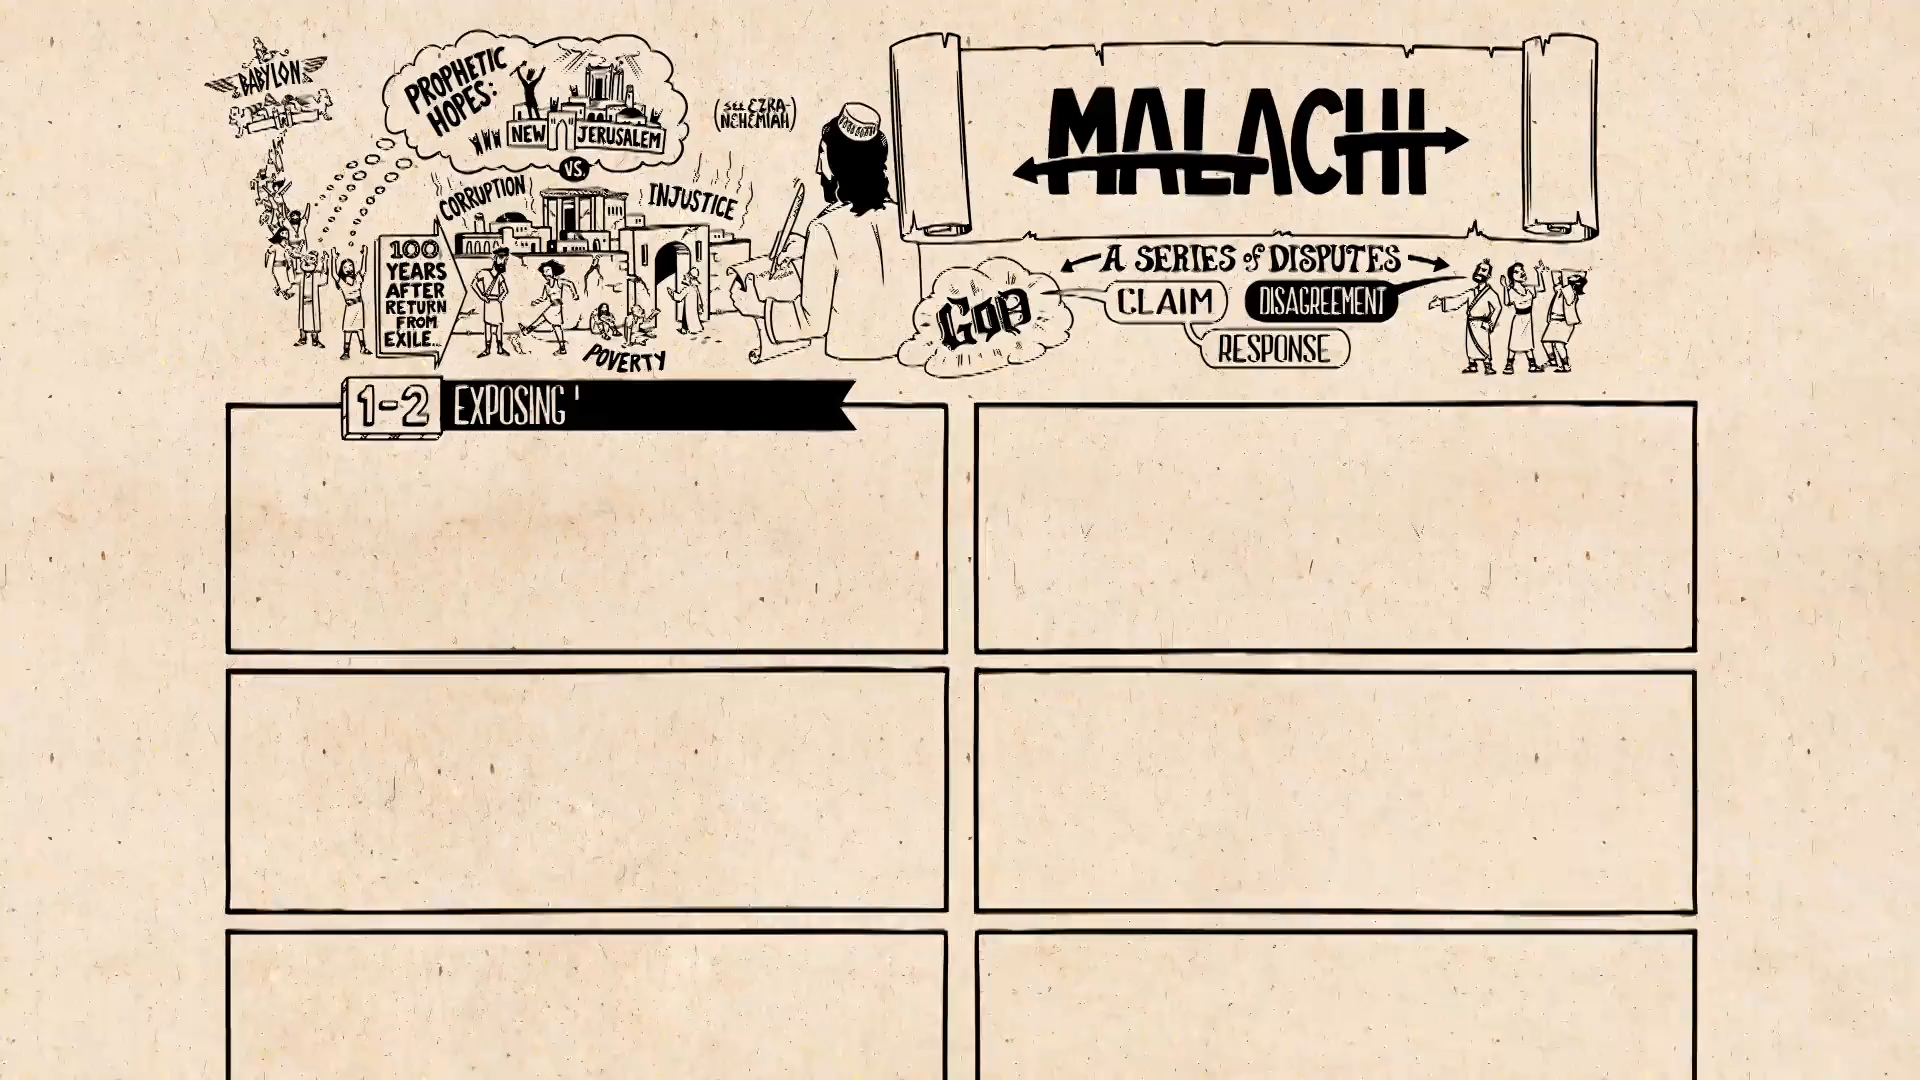 BABYLON
PROPHETIC
HOPES:
NEW JERUSALEM
VS.
(SEE EZRA-
NEHEMIAH)
CORRUPTION
INJUSTICE
100
YEARS
AFTER
RETURN
FROM
EXILE...
POVERTY
MALACHI
A SERIES of DISPUTES
GOD
CLAIM
DISAGREEMENT
RESPONSE
1-2 EXPOSING